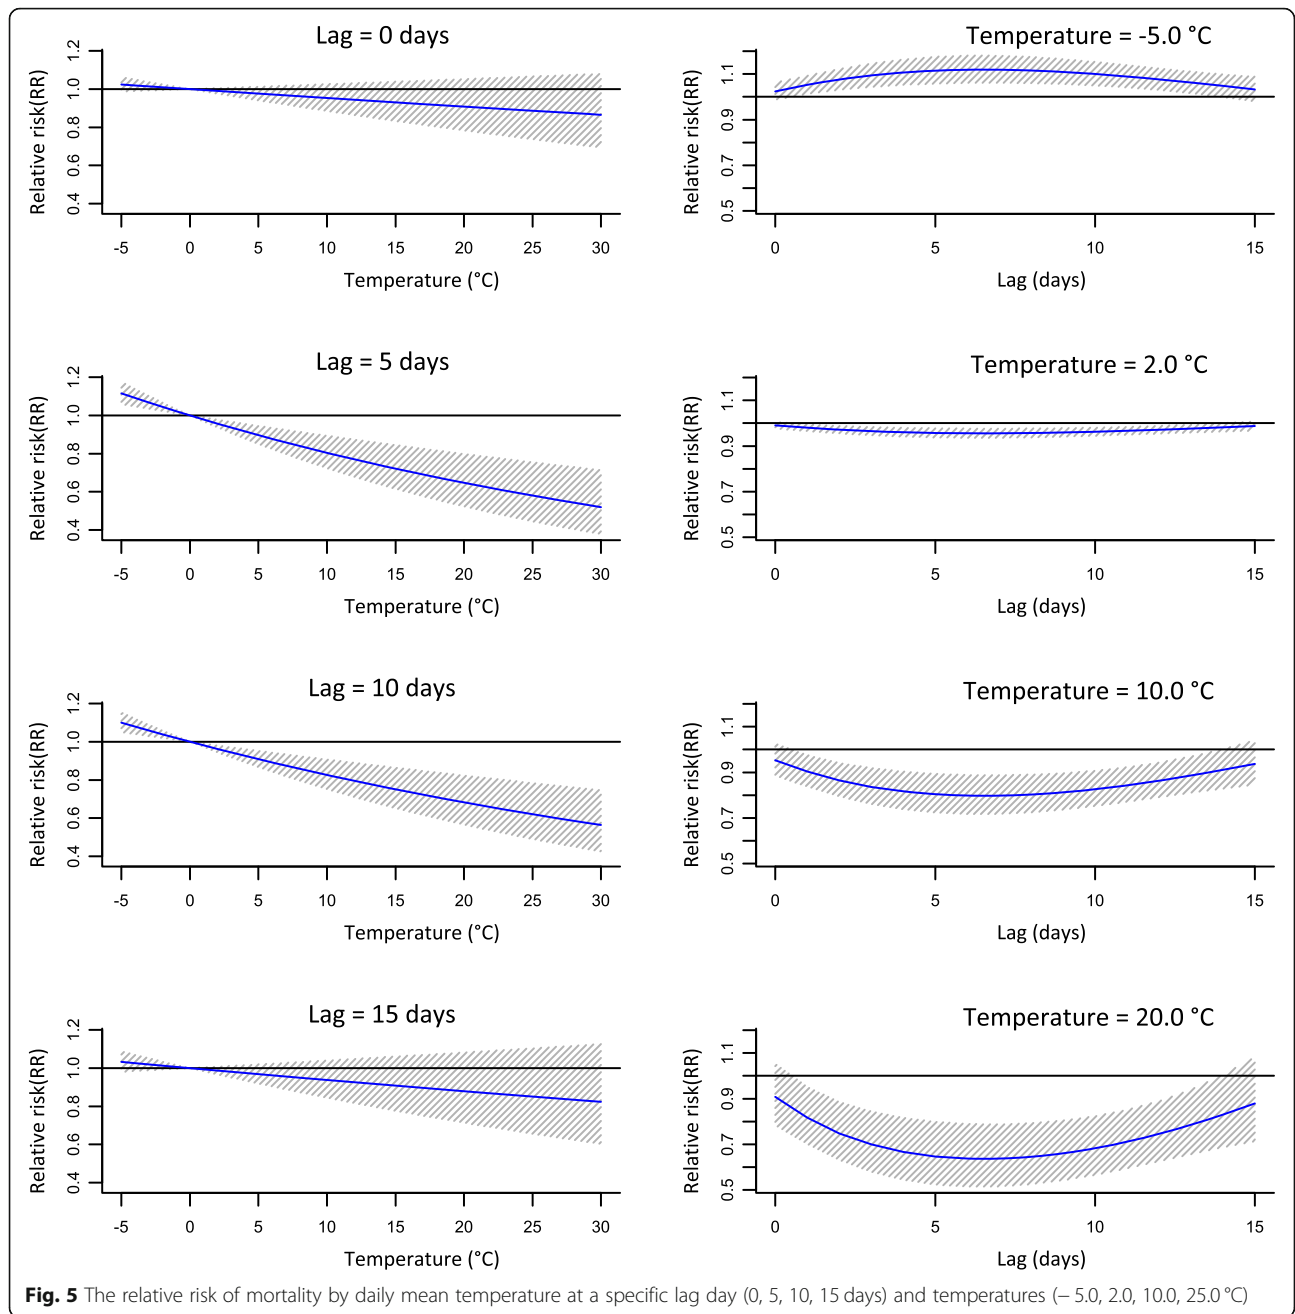 Lag = 0 days
Relative risk(RR)
1.2
1.0
0.8
0.6
0.4
-5 0 5 10 15 20 25 30
Temperature (°C)
Temperature = -5.0 °C
Relative risk(RR)
1.1
0.9
0.7
0.5
0 5 10 15
Lag (days)
Lag = 5 days
Relative risk(RR)
1.2
1.0
0.8
0.6
0.4
-5 0 5 10 15 20 25 30
Temperature (°C)
Temperature = 2.0 °C
Relative risk(RR)
1.1
0.9
0.7
0.5
0 5 10 15
Lag (days)
Lag = 10 days
Relative risk(RR)
1.2
1.0
0.8
0.6
0.4
-5 0 5 10 15 20 25 30
Temperature (°C)
Temperature = 10.0 °C
Relative risk(RR)
1.1
0.9
0.7
0.5
0 5 10 15
Lag (days)
Lag = 15 days
Relative risk(RR)
1.2
1.0
0.8
0.6
0.4
-5 0 5 10 15 20 25 30
Temperature (°C)
Temperature = 20.0 °C
Relative risk(RR)
1.1
0.9
0.7
0.5
0 5 10 15
Lag (days)
Fig. 5 The relative risk of mortality by daily mean temperature at a specific lag day (0, 5, 10, 15 days) and temperatures (− 5.0, 2.0, 10.0, 25.0 °C)